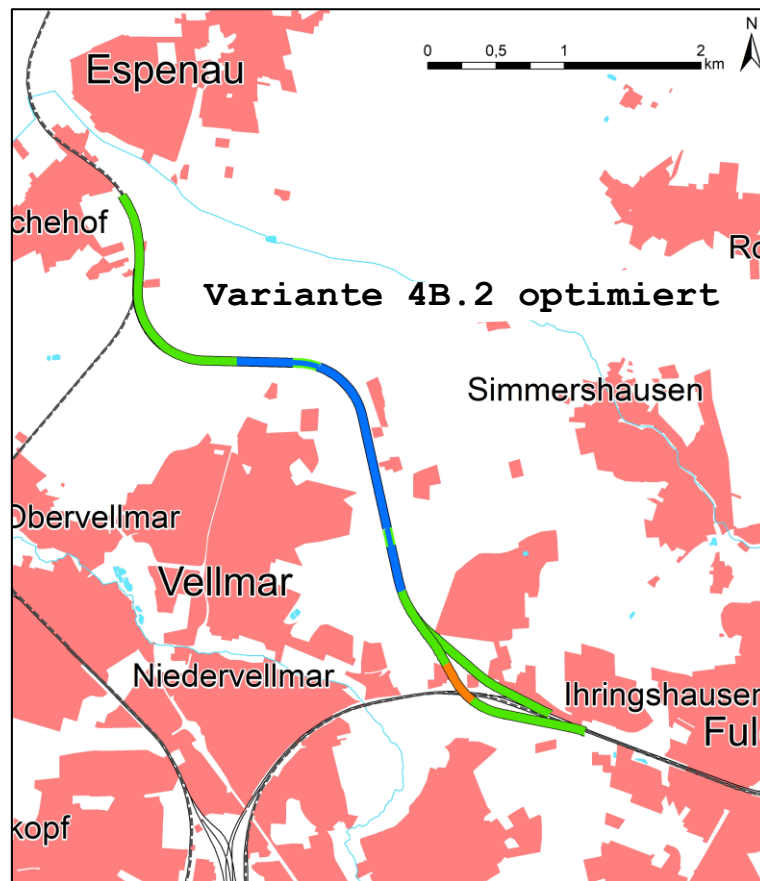 N
0 0,5 1 2
km
Espenau
chehof
Ro
Variante 4B.2 optimiert
Simmershausen
Obervellmar
Vellmar
Niedervellmar
Ihringshausen
Ful
kopf